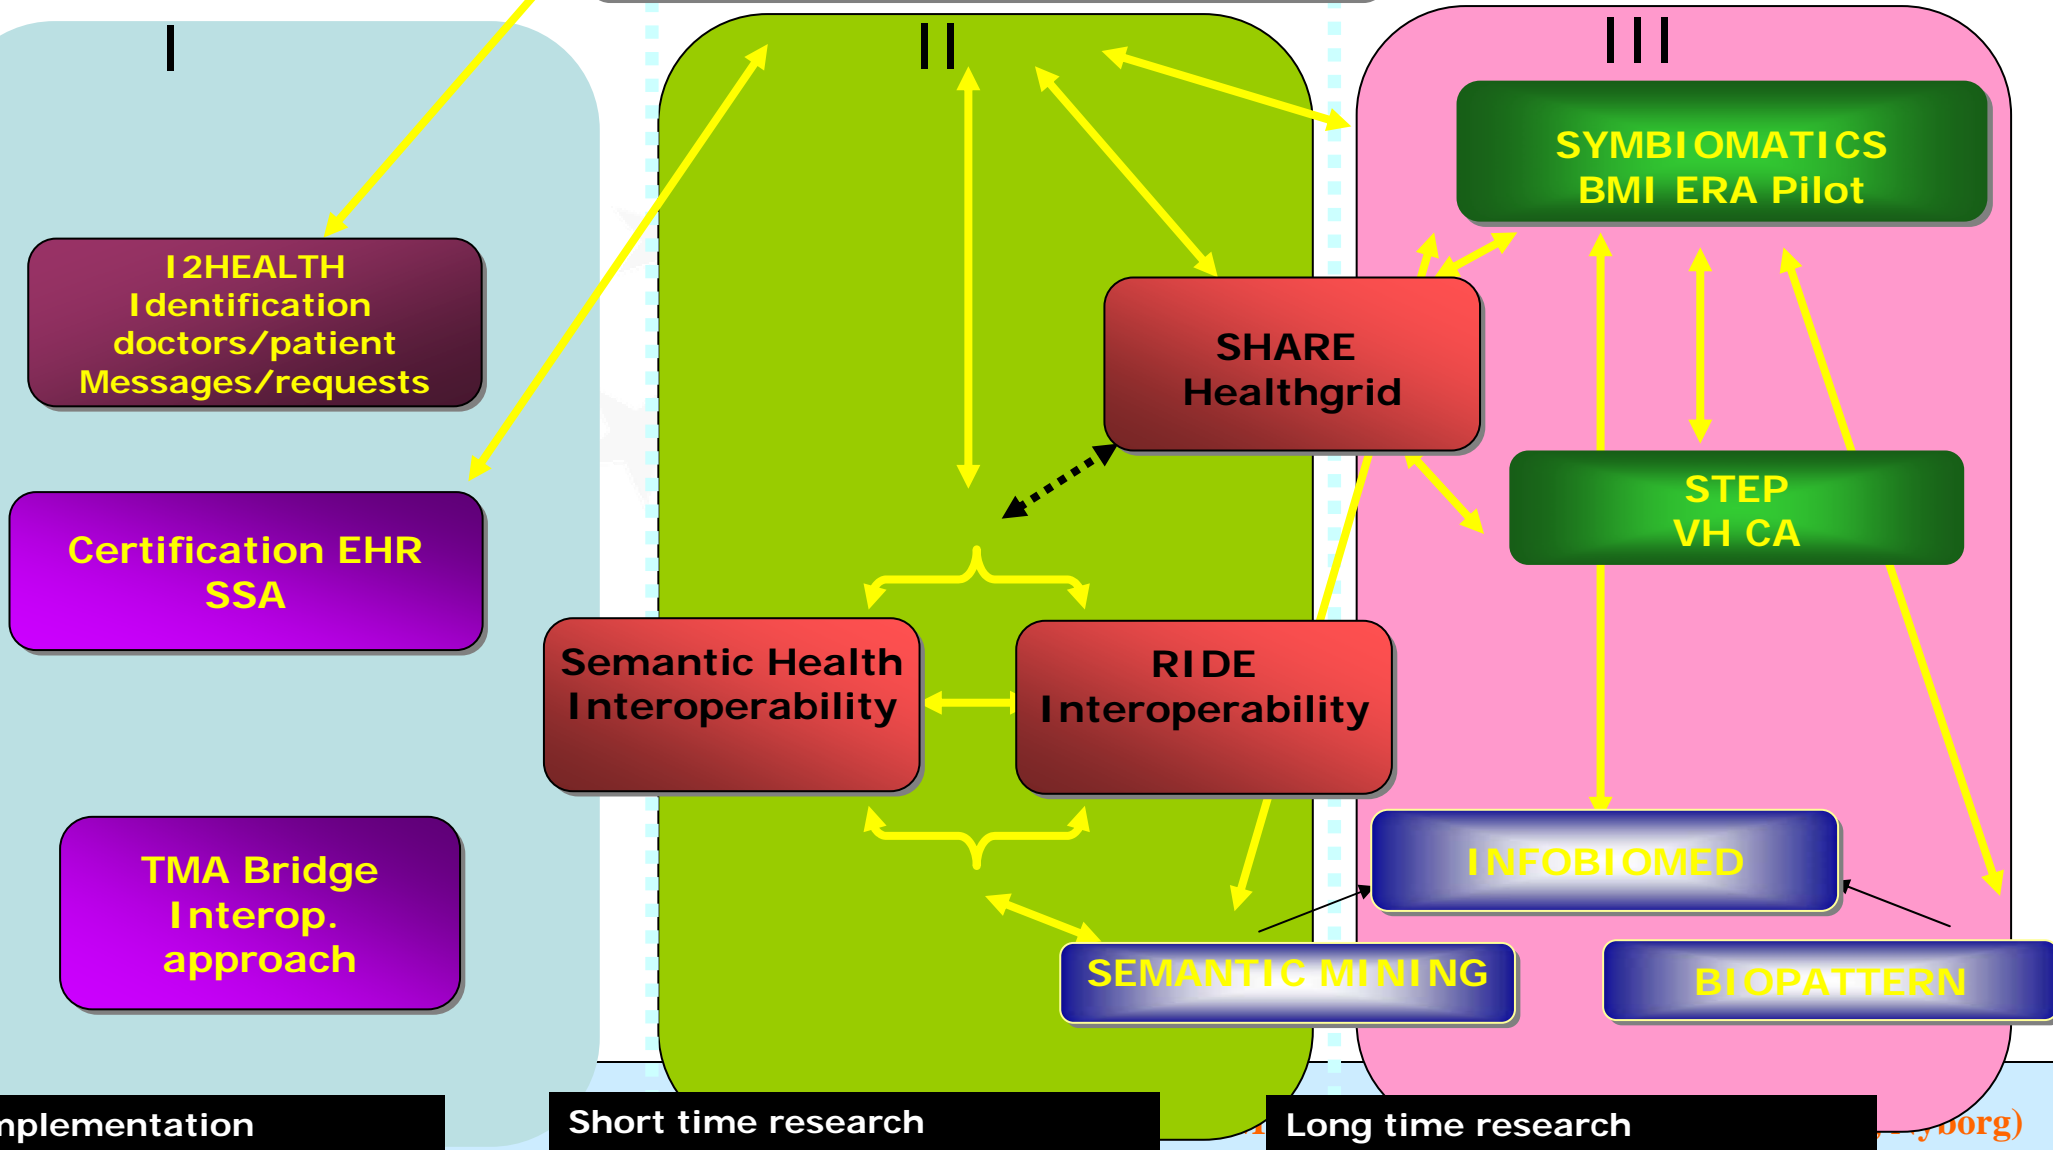 I
II
III
SYMBIOMATICS
BMI ERA Pilot
I2HEALTH
Identification
doctors/patient
Messages/requests
SHARE
Healthgrid
STEP
VH CA
Certification EHR
SSA
Semantic Health
Interoperability
RIDE
Interoperability
TMA Bridge
Interop.
approach
INFOBIOMED
SEMANTIC MINING
BIOPATTERN
mplementation
Short time research
Long time research
yborg)